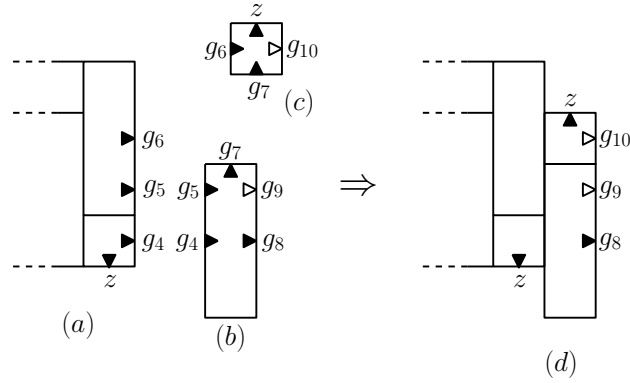 z
g₆ g₁₀
g₇
(c)
g₆
g₅
g₄
z
(a)
g₇
g₅ g₉
g₄ g₈
(b)
⇒
z
g₁₀
g₉
g₈
z
(d)